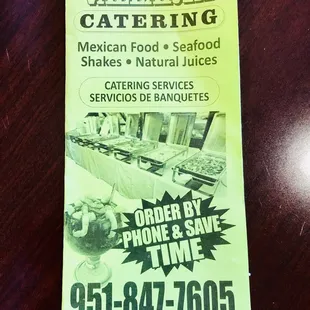 CATERING
Mexican Food • Seafood
Shakes • Natural Juices
CATERING SERVICES
SERVICIOS DE BANQUETES
ORDER BY
PHONE & SAVE
TIME
951-847-7605